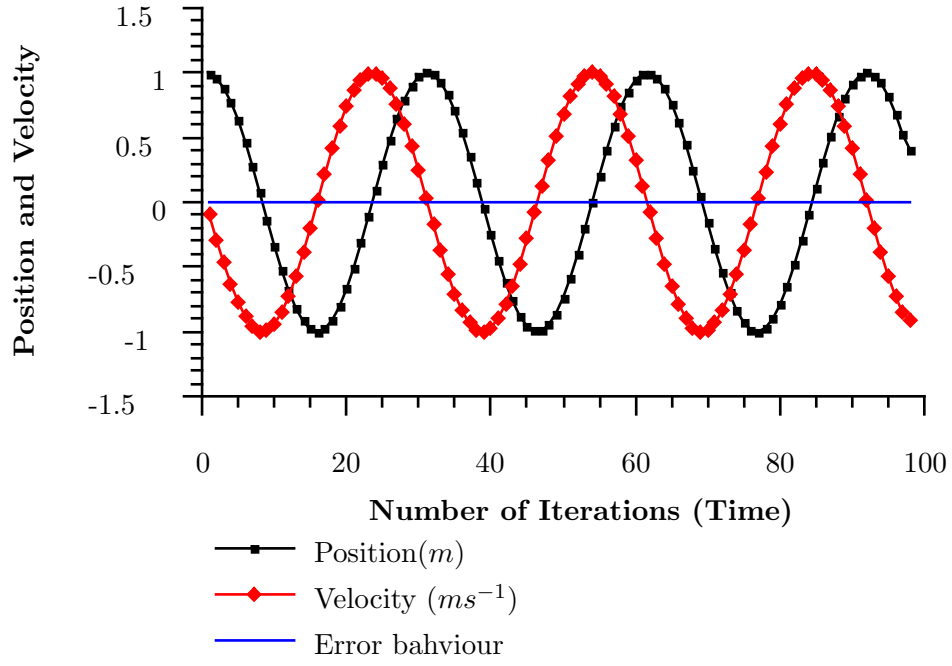 Position and Velocity
1.5
1
0.5
0
-0.5
-1
-1.5
0 20 40 60 80 100
Number of Iterations (Time)
Position(m)
Velocity (ms⁻¹)
Error bahviour